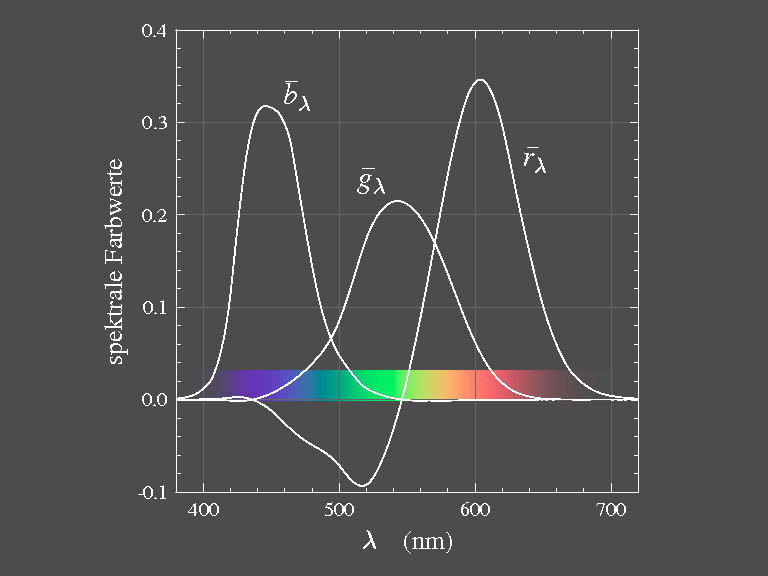 0.4
b̄λ
0.3
r̄λ
ḡλ
0.2
spektrale Farbwerte
0.1
0.0
-0.1
400 500 600 700
λ (nm)